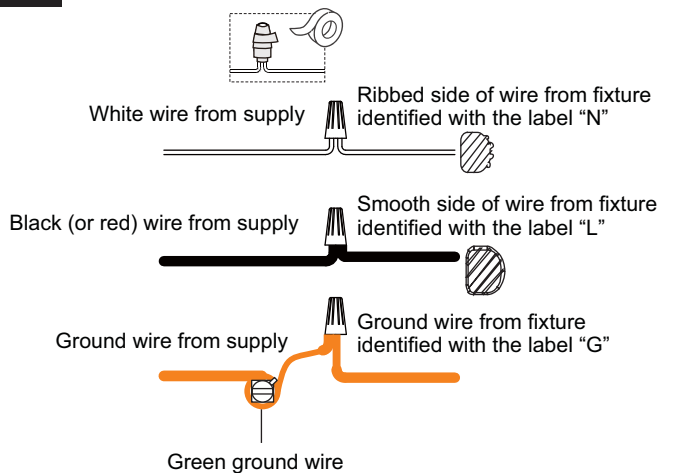 White wire from supply
Ribbed side of wire from fixture
identified with the label “N”
Black (or red) wire from supply
Smooth side of wire from fixture
identified with the label “L”
Ground wire from supply
Ground wire from fixture
identified with the label “G”
Green ground wire